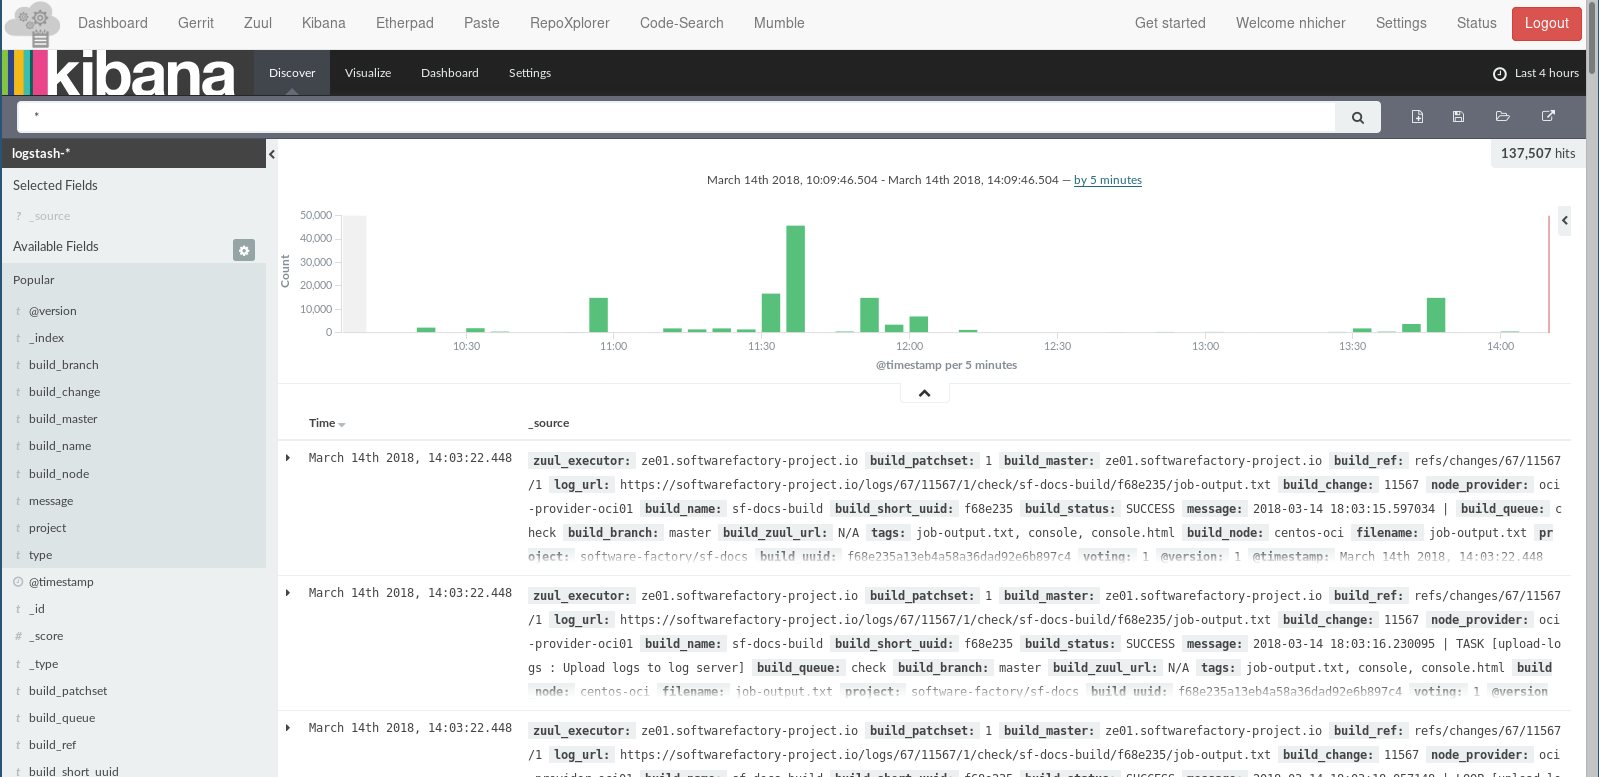 Dashboard Gerrit Zuul Kibana Etherpad Paste RepoXplorer Code-Search Mumble Get started Welcome nhicher Settings Status Logout
kibana Discover Visualize Dashboard Settings Last 4 hours
*
logstash-*
137,507 hits
Selected Fields
? _source
Available Fields
Popular
t @version
t _index
t build_branch
t build_change
t build_master
t build_name
t build_node
t message
t project
t type
@timestamp
t _id
# _score
t _type
t build_patchset
t build_queue
t build_ref
t build_short_uuid
March 14th 2018, 10:09:46.504 - March 14th 2018, 14:09:46.504 — by 5 minutes
Count
50,000
40,000
30,000
20,000
10,000
0
10:30 11:00 11:30 12:00 12:30 13:00 13:30 14:00
@timestamp per 5 minutes
Time _source
March 14th 2018, 14:03:22.448 zuul_executor: ze01.softwarefactory-project.io build_patchset: 1 build_master: ze01.softwarefactory-project.io build_ref: refs/changes/67/11567
/1 log_url: https://softwarefactory-project.io/logs/67/11567/1/check/sf-docs-build/f68e235/job-output.txt build_change: 11567 node_provider: oci
-provider-oci01 build_name: sf-docs-build build_short_uuid: f68e235 build_status: SUCCESS message: 2018-03-14 18:03:15.597034 | build_queue: c
heck build_branch: master build_zuul_url: N/A tags: job-output.txt, console, console.html build_node: centos-oci filename: job-output.txt pr
oject: software-factory/sf-docs build_uuid: f68e235a13eb4a58a36dad92e6b897c4 voting: 1 @version: 1 @timestamp: March 14th 2018, 14:03:22.448
March 14th 2018, 14:03:22.448 zuul_executor: ze01.softwarefactory-project.io build_patchset: 1 build_master: ze01.softwarefactory-project.io build_ref: refs/changes/67/11567
/1 log_url: https://softwarefactory-project.io/logs/67/11567/1/check/sf-docs-build/f68e235/job-output.txt build_change: 11567 node_provider: oci
-provider-oci01 build_name: sf-docs-build build_short_uuid: f68e235 build_status: SUCCESS message: 2018-03-14 18:03:16.230095 | TASK [upload-lo
gs : Upload logs to log server] build_queue: check build_branch: master build_zuul_url: N/A tags: job-output.txt, console, console.html build
_node: centos-oci filename: job-output.txt project: software-factory/sf-docs build_uuid: f68e235a13eb4a58a36dad92e6b897c4 voting: 1 @version
March 14th 2018, 14:03:22.448 zuul_executor: ze01.softwarefactory-project.io build_patchset: 1 build_master: ze01.softwarefactory-project.io build_ref: refs/changes/67/11567
/1 log_url: https://softwarefactory-project.io/logs/67/11567/1/check/sf-docs-build/f68e235/job-output.txt build_change: 11567 node_provider: oci